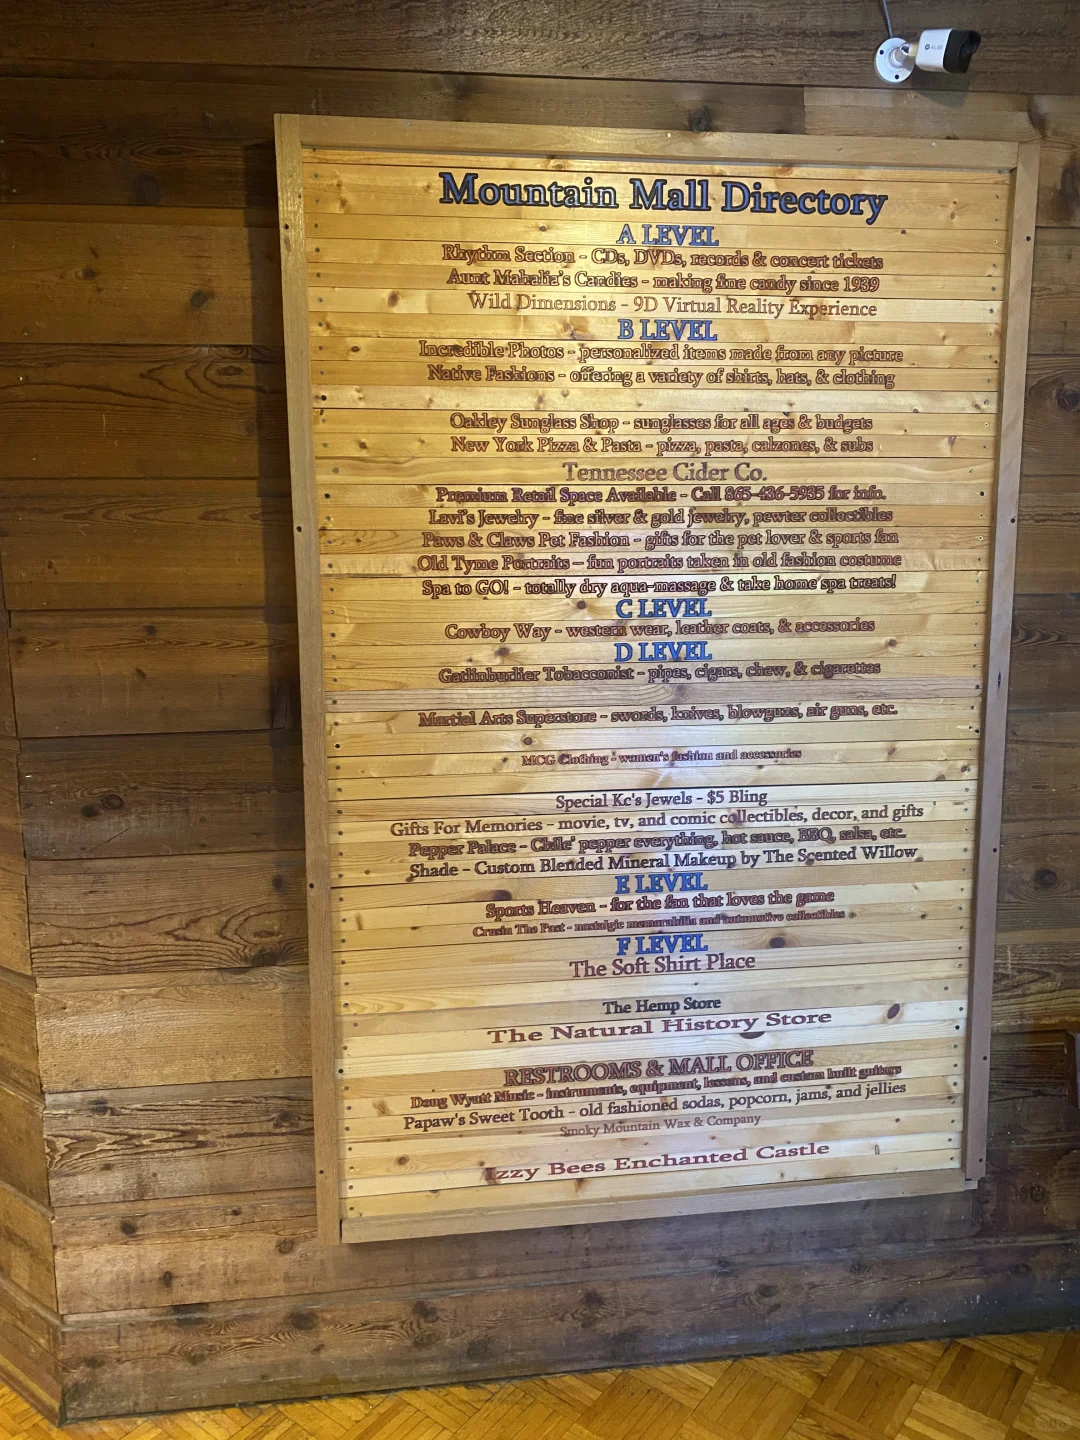 Mountain Mall Directory
A LEVEL
Rhythm Section - CDs, DVDs, records & concert tickets
Aunt Mahalia's Candies - making fine candy since 1939
Wild Dimensions - 9D Virtual Reality Experience
B LEVEL
Incredible Photos - personalized items made from any picture
Native Fashions - offering a variety of shirts, hats, & clothing
Oakley Sunglass Shop - sunglasses for all ages & budgets
New York Pizza & Pasta - pizza, pasta, calzones, & subs
Tennessee Cider Co.
Premium Retail Space Available - Call 865-436-5935 for info.
Lavi's Jewelry - fine silver & gold jewelry, pewter collectibles
Paws & Claws Pet Fashion - gifts for the pet lover & sports fan
Old Tyme Portraits - fun portraits taken in old fashion costume
Spa to GO! - totally dry aqua-massage & take home spa treats!
C LEVEL
Cowboy Way - western wear, leather coats, & accessories
D LEVEL
Gatlinburlier Tobacconist - pipes, cigars, chew, & cigarettes
Martial Arts Superstore - swords, knives, blowguns, air guns, etc.
MCG Clothing - women's fashion and accessories
Special Kc's Jewels - $5 Bling
Gifts For Memories - movie, tv, and comic collectibles, decor, and gifts
Pepper Palace - Chile' pepper everything, hot sauce, BBQ, salsa, etc.
Shade - Custom Blended Mineral Makeup by The Scented Willow
E LEVEL
Sports Heaven - for the fan that loves the game
Crusin The Past - nostalgic memorabilia and automotive collectibles
F LEVEL
The Soft Shirt Place
The Hemp Store
The Natural History Store
RESTROOMS & MALL OFFICE
Doug Wyatt Music - instruments, equipment, lessons, and custom built guitars
Papaw's Sweet Tooth - old fashioned sodas, popcorn, jams, and jellies
Smoky Mountain Wax & Company
Izzy Bees Enchanted Castle